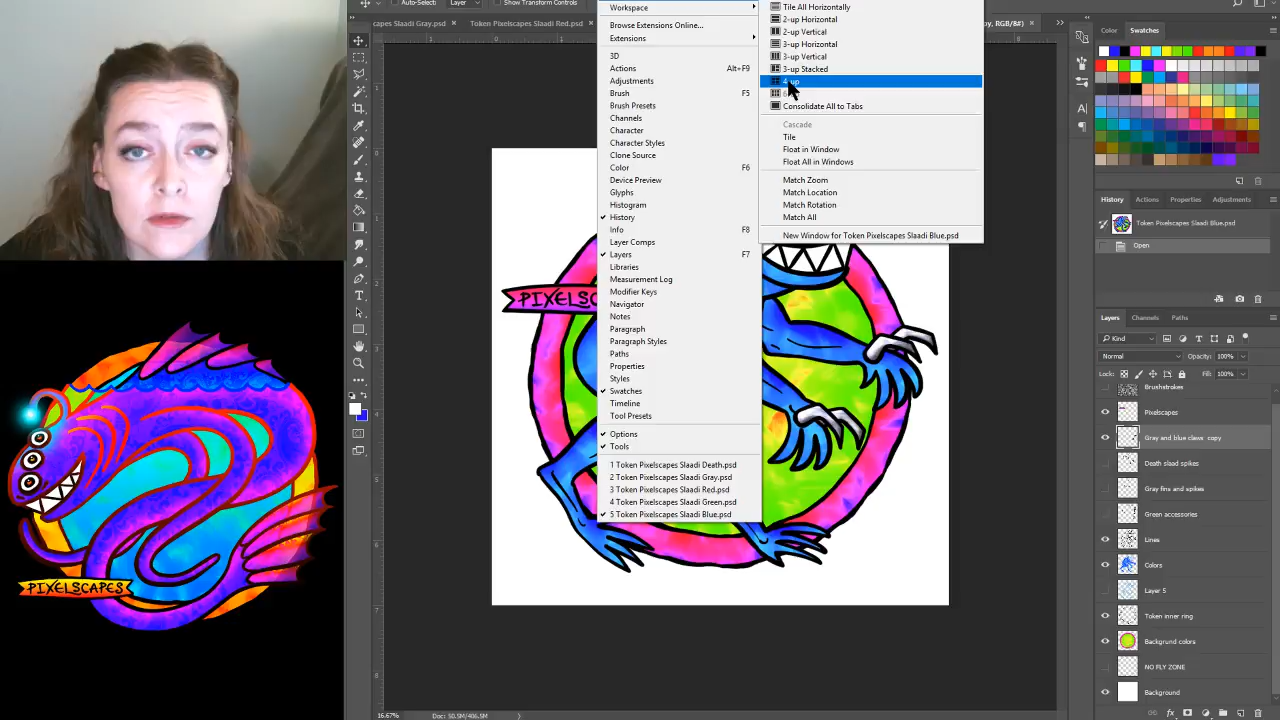 Auto-Select:
Layer
Show Transform Controls
capes Slaadi Gray.psd
×
Token Pixelscapes Slaadi Red.psd
×
py, RGB/8#)
×
Workspace
Browse Extensions Online...
Extensions
3D
Actions Alt+F9
Adjustments
Brush F5
Brush Presets
Channels
Character
Character Styles
Clone Source
Color F6
Device Preview
Glyphs
Histogram
History
Info F8
Layer Comps
Layers F7
Libraries
Measurement Log
Modifier Keys
Navigator
Notes
Paragraph
Paragraph Styles
Paths
Properties
Styles
Swatches
Timeline
Tool Presets
Options
Tools
1 Token Pixelscapes Slaadi Death.psd
2 Token Pixelscapes Slaadi Gray.psd
3 Token Pixelscapes Slaadi Red.psd
4 Token Pixelscapes Slaadi Green.psd
5 Token Pixelscapes Slaadi Blue.psd
Tile All Horizontally
2-up Horizontal
2-up Vertical
3-up Horizontal
3-up Vertical
3-up Stacked
4-up
Consolidate All to Tabs
Cascade
Tile
Float in Window
Float All in Windows
Match Zoom
Match Location
Match Rotation
Match All
New Window for Token Pixelscapes Slaadi Blue.psd
PIXELSC
PIXELSCAPES
Color Swatches
History Actions Properties Adjustments
Token Pixelscapes Slaadi Blue.psd
Open
Layers Channels Paths
Kind
Normal Opacity: 100%
Lock: Fill: 100%
Brushstrokes
Pixelscapes
Gray and blue claws copy
Death slaad spikes
Gray fins and spikes
Green accessories
Lines
Colors
Layer 5
Token inner ring
Backgrund colors
NO FLY ZONE
Background
16.67% Doc: 50.5M/406.5M